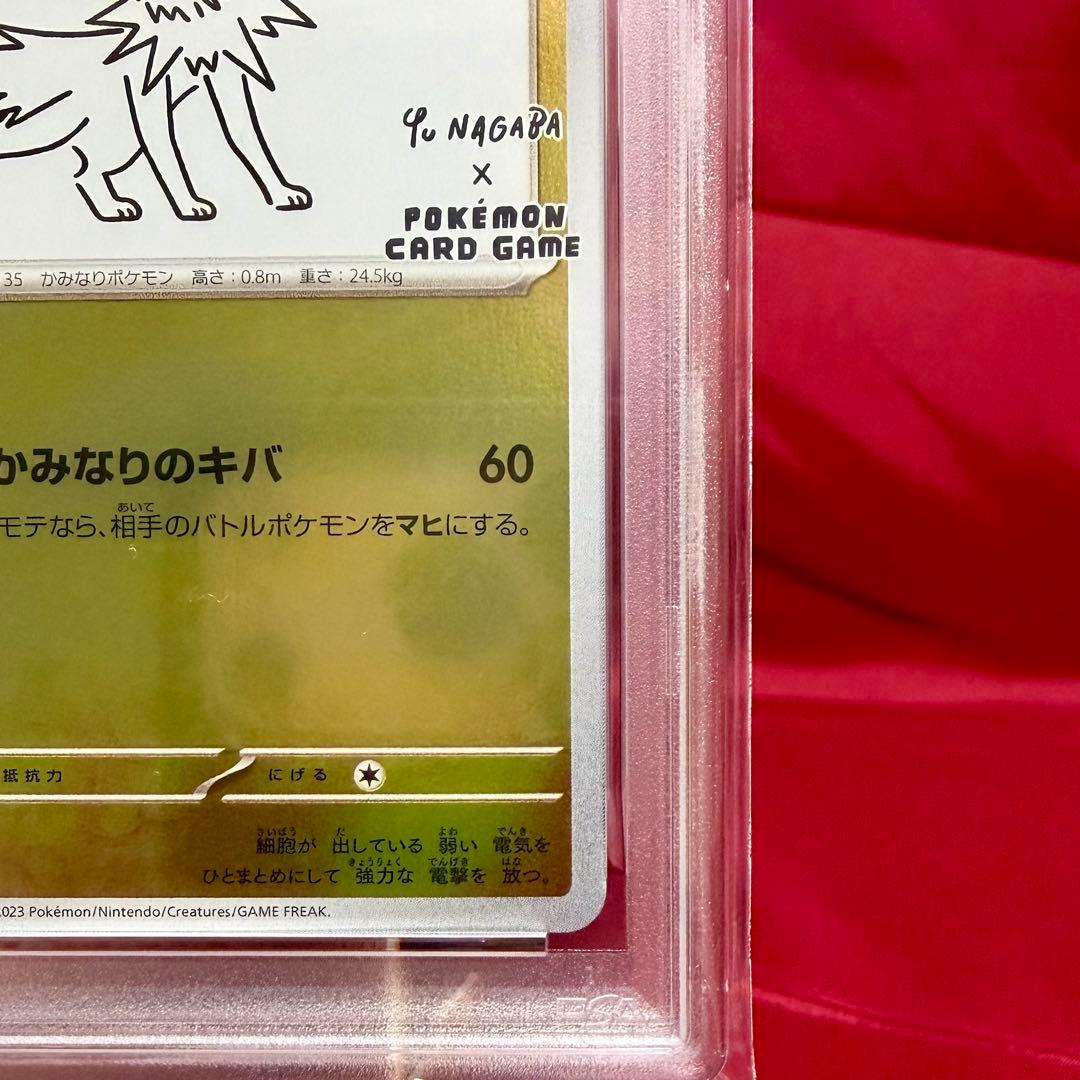 Yu NAGABA
×
POKÉMON
CARD GAME
135 かみなりポケモン 高さ：0.8m 重さ：24.5kg
かみなりのキバ 60
あいて
モテなら、相手のバトルポケモンをマヒにする。
抵抗力 にげる
さいぼう だ よわ でんき
細胞が 出している 弱い 電気を
きょうりょく でんげき はな
ひとまとめにして 強力な 電撃を 放つ。
2023 Pokémon/Nintendo/Creatures/GAME FREAK.